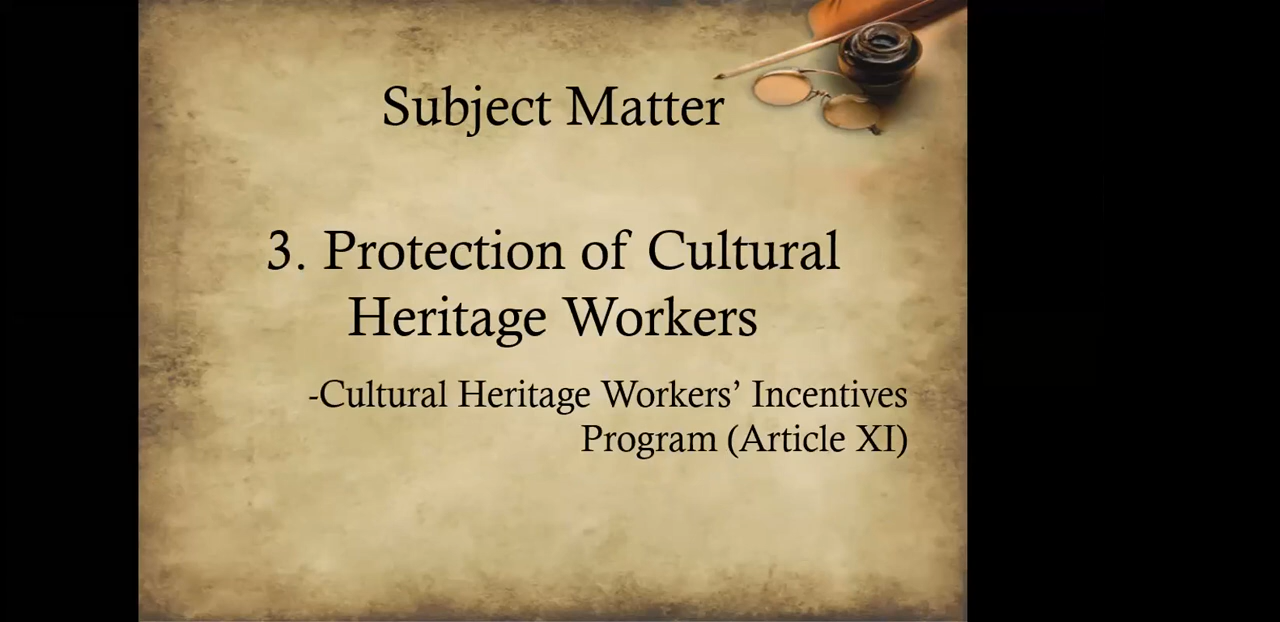 Subject Matter
3. Protection of Cultural
Heritage Workers
-Cultural Heritage Workers’ Incentives
Program (Article XI)